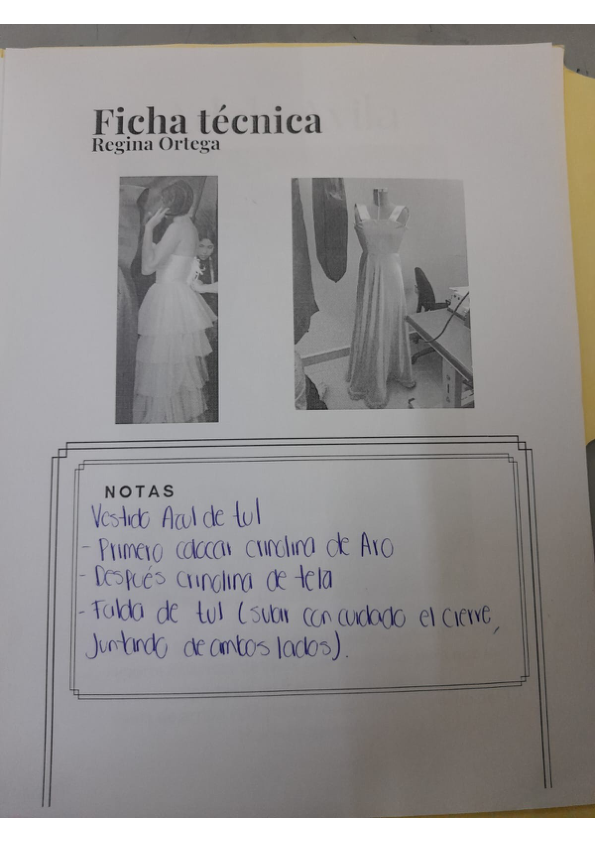 Ficha técnica
Regina Ortega
NOTAS
Vestido Azul de tul
- Primero colocar crinolina de Aro
- Después crinolina de tela
- Falda de tul (subir con cuidado el cierre,
Juntando de ambos lados).